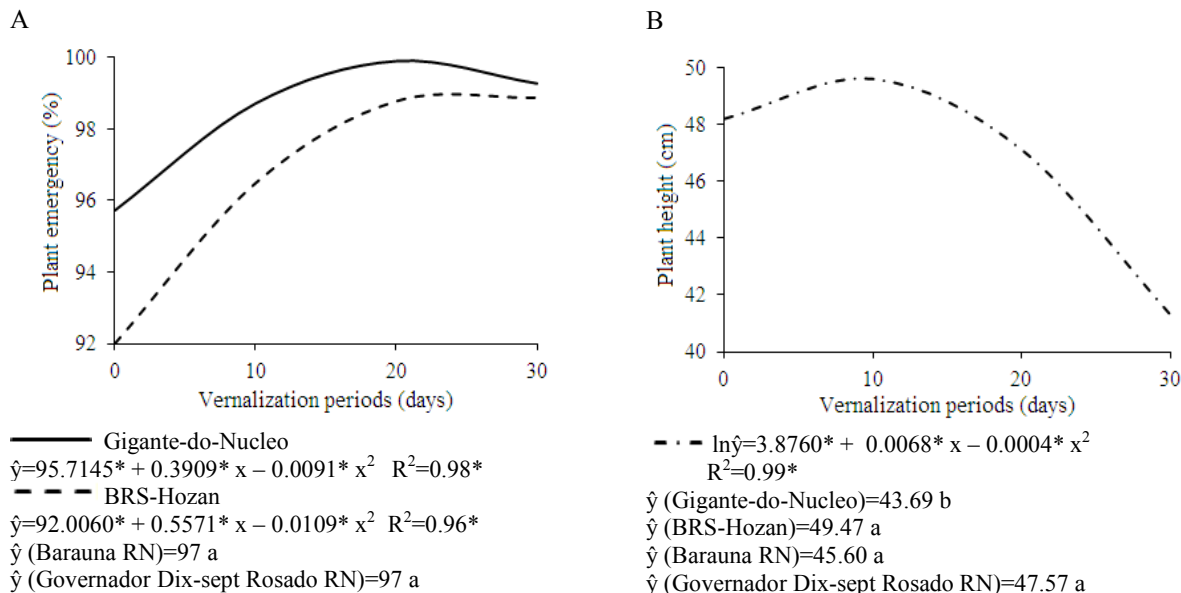 A
Plant emergency (%)
100
98
96
94
92
0 10 20 30
Vernalization periods (days)
Gigante-do-Nucleo
ŷ=95.7145* + 0.3909* x – 0.0091* x² R²=0.98*
BRS-Hozan
ŷ=92.0060* + 0.5571* x – 0.0109* x² R²=0.96*
ŷ (Barauna RN)=97 a
ŷ (Governador Dix-sept Rosado RN)=97 a
B
Plant height (cm)
50
48
46
44
42
40
0 10 20 30
Vernalization periods (days)
lnŷ=3.8760* + 0.0068* x – 0.0004* x²
R²=0.99*
ŷ (Gigante-do-Nucleo)=43.69 b
ŷ (BRS-Hozan)=49.47 a
ŷ (Barauna RN)=45.60 a
ŷ (Governador Dix-sept Rosado RN)=47.57 a